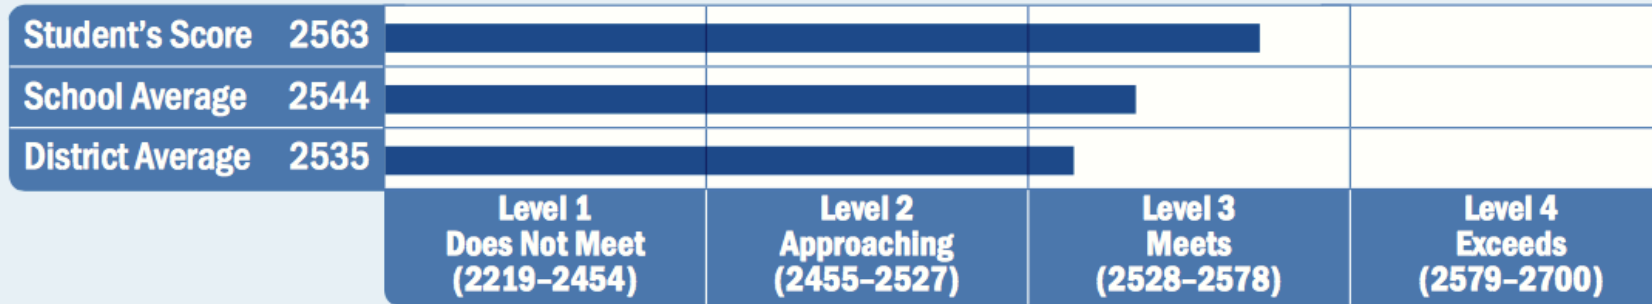 Student's Score 2563
School Average 2544
District Average 2535
Level 1
Does Not Meet
(2219–2454)
Level 2
Approaching
(2455–2527)
Level 3
Meets
(2528–2578)
Level 4
Exceeds
(2579–2700)